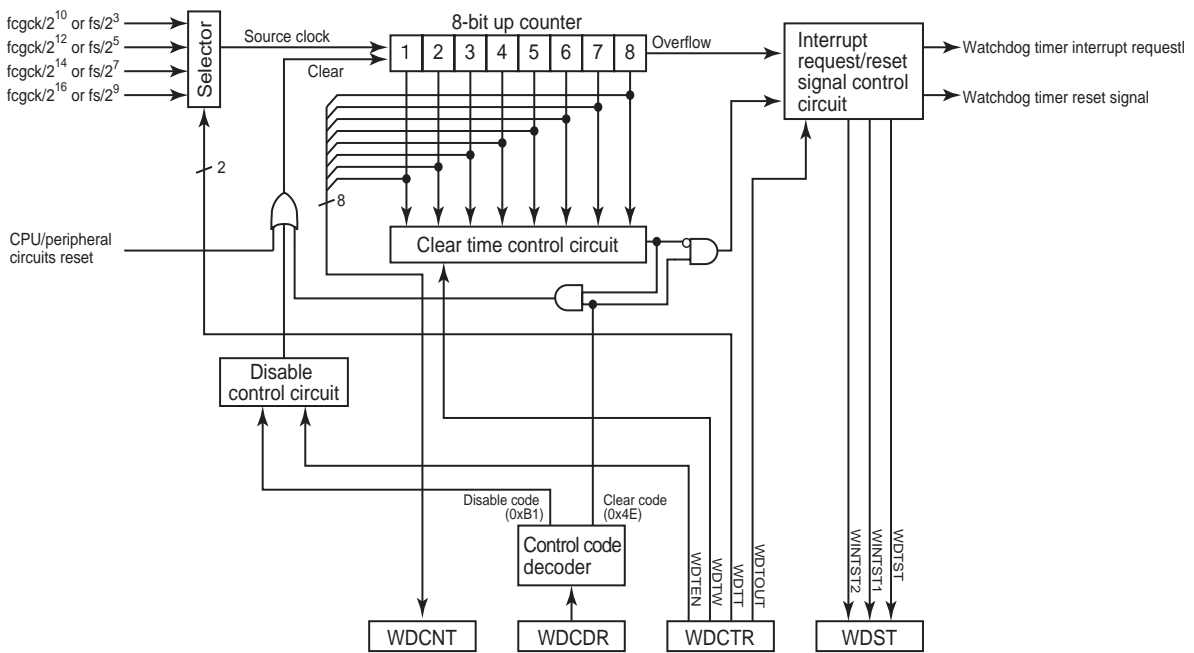 8-bit up counter
fcgck/2^10 or fs/2^3
fcgck/2^12 or fs/2^5
fcgck/2^14 or fs/2^7
fcgck/2^16 or fs/2^9
Selector
Source clock
Clear
1 2 3 4 5 6 7 8
Overflow
Interrupt
request/reset
signal control
circuit
Watchdog timer interrupt requestl
Watchdog timer reset signal
2
8
CPU/peripheral
circuits reset
Clear time control circuit
Disable
control circuit
Disable code
(0xB1)
Clear code
(0x4E)
Control code
decoder
WDTEN
WDTW
WDTT
WDTOUT
WINTST2
WINTST1
WDTST
WDCNT
WDCDR
WDCTR
WDST